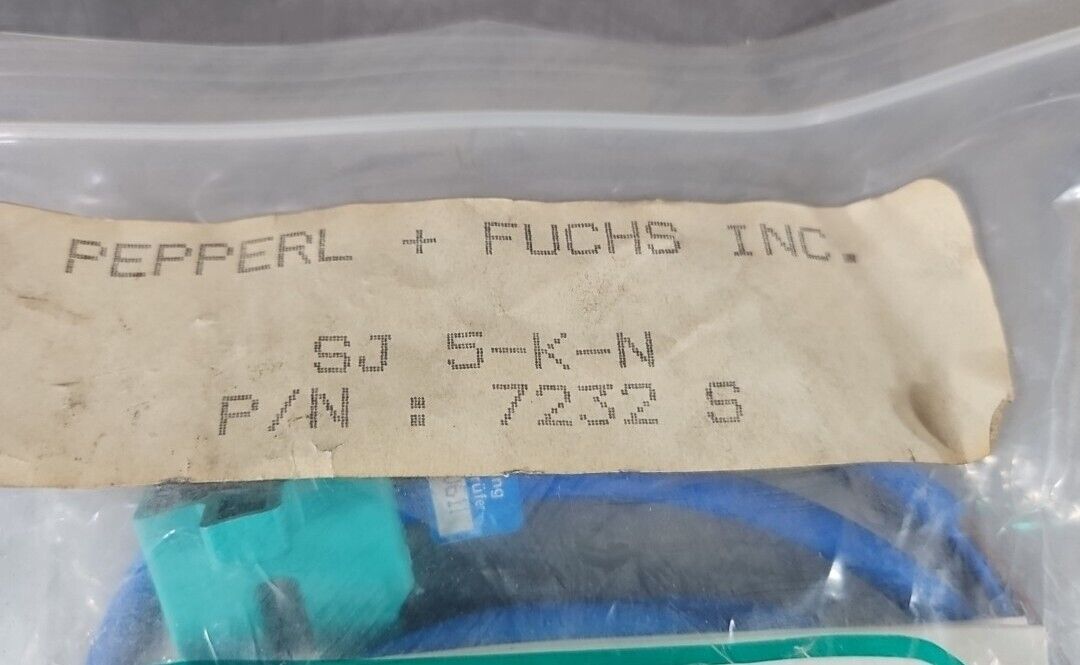 PEPPERL + FUCHS INC.
SJ 5-K-N
P/N : 7232 S